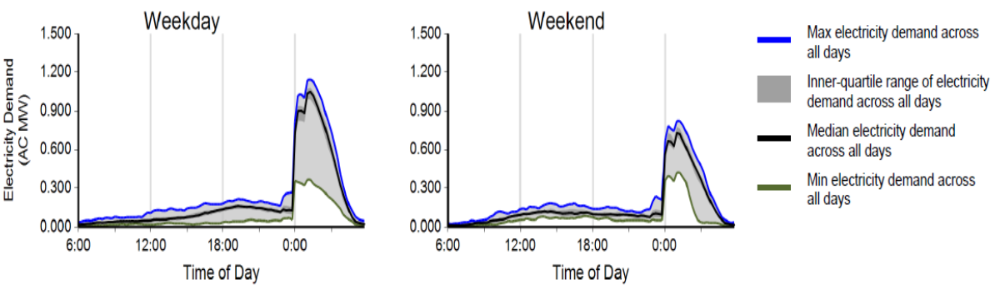 Weekday
1.500
1.200
0.900
0.600
0.300
0.000
Electricity Demand
(AC MW)
6:00 12:00 18:00 0:00
Time of Day
Weekend
1.500
1.200
0.900
0.600
0.300
0.000
6:00 12:00 18:00 0:00
Time of Day
Max electricity demand across
all days
Inner-quartile range of electricity
demand across all days
Median electricity demand
across all days
Min electricity demand across
all days